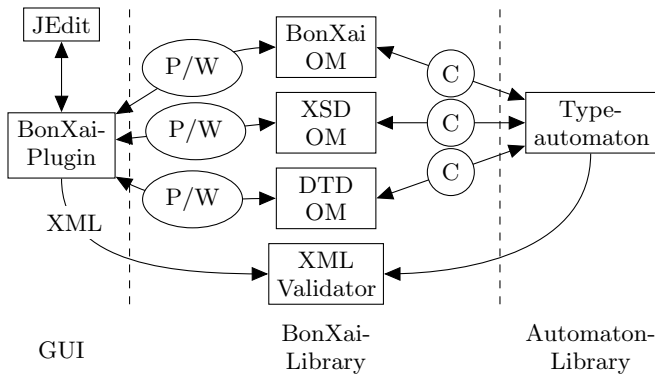 JEdit
BonXai-
Plugin
XML
P/W
P/W
P/W
BonXai
OM
XSD
OM
DTD
OM
XML
Validator
C
C
C
Type-
automaton
GUI
BonXai-
Library
Automaton-
Library